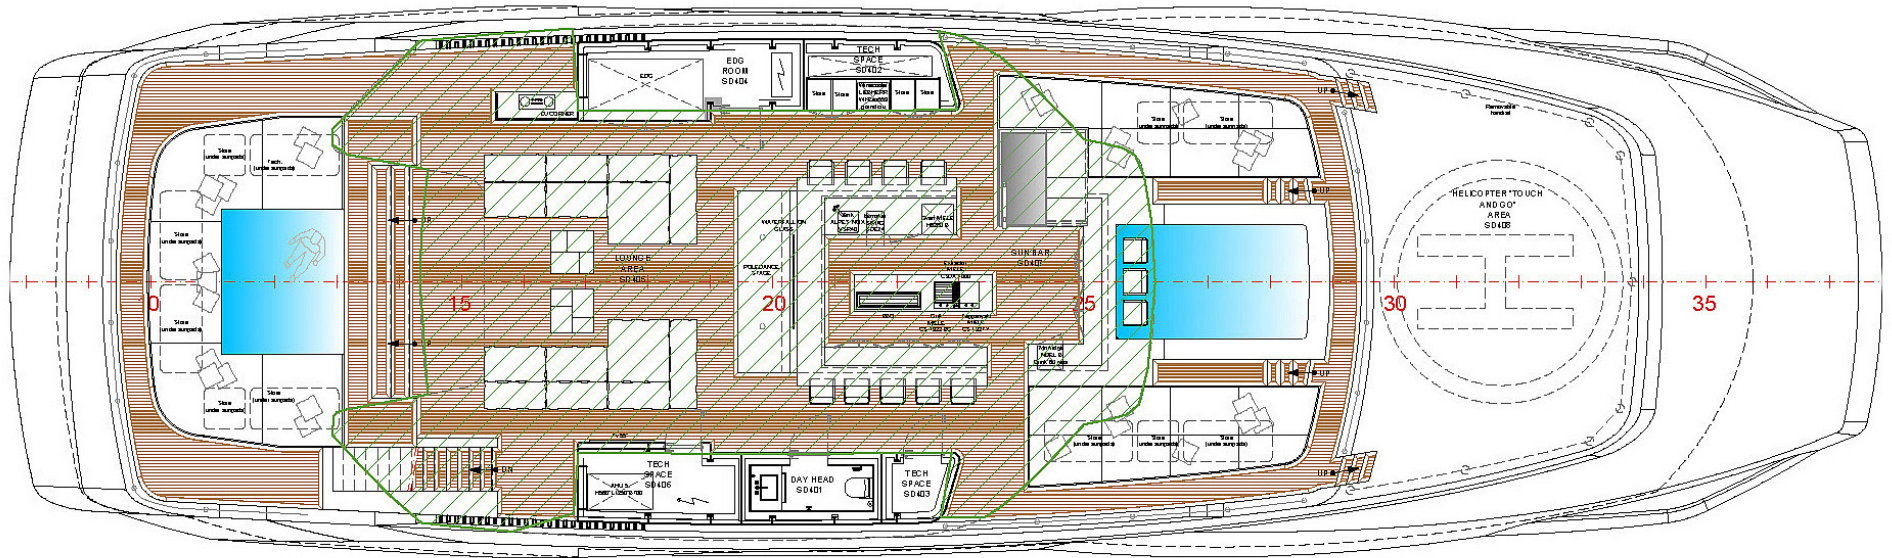 EDG
ROOM
SD404
EDG
TECH
SPACE
SD402
Store
Store
Store
Store
DJ CORNER
UP
Removable
handrail
Store
(under sunpads)
Store
(under sunpads)
Store
(under sunpads)
Tech.
(under sunpads)
HELICOPTER "TOUCH
AND GO"
AREA
SD408
UP
UP
WATERFALL ON
GLASS
Store
(under sunpads)
SUN BAR
SD407
LOUNGE
AREA
SD405
POLEDANCE
STAGE
10
15
20
25
30
35
BBQ
Store
(under sunpads)
UP
Store
(under sunpads)
Store
(under sunpads)
Store
(under sunpads)
Store
(under sunpads)
Store
(under sunpads)
DN
TECH
SPACE
SD406
DAY HEAD
SD401
TECH
SPACE
SD403
UP